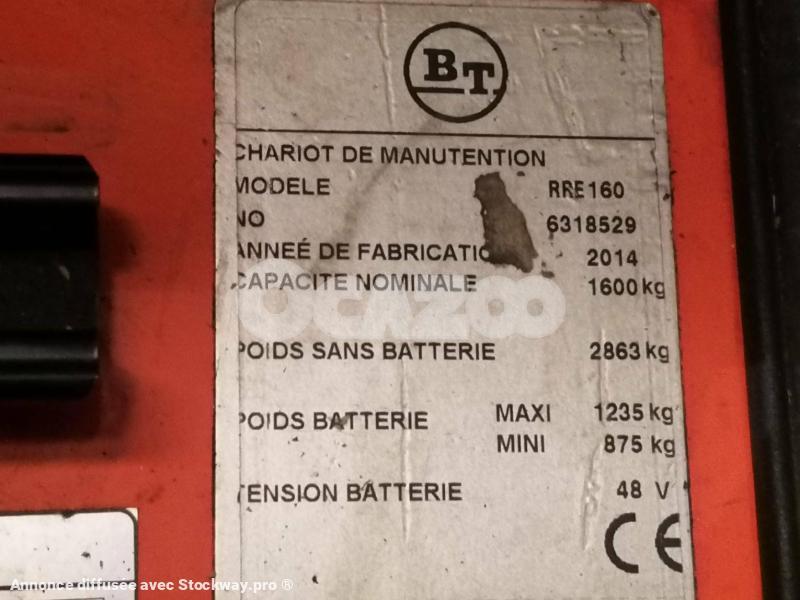 BT
CHARIOT DE MANUTENTION
MODELE RRE160
NO 6318529
ANNEÉ DE FABRICATIO 2014
CAPACITE NOMINALE 1600 kg
OCAZOO
POIDS SANS BATTERIE 2863 kg
POIDS BATTERIE MAXI 1235 kg
MINI 875 kg
TENSION BATTERIE 48 V
CE
Annonce diffusée avec Stockway.pro ®